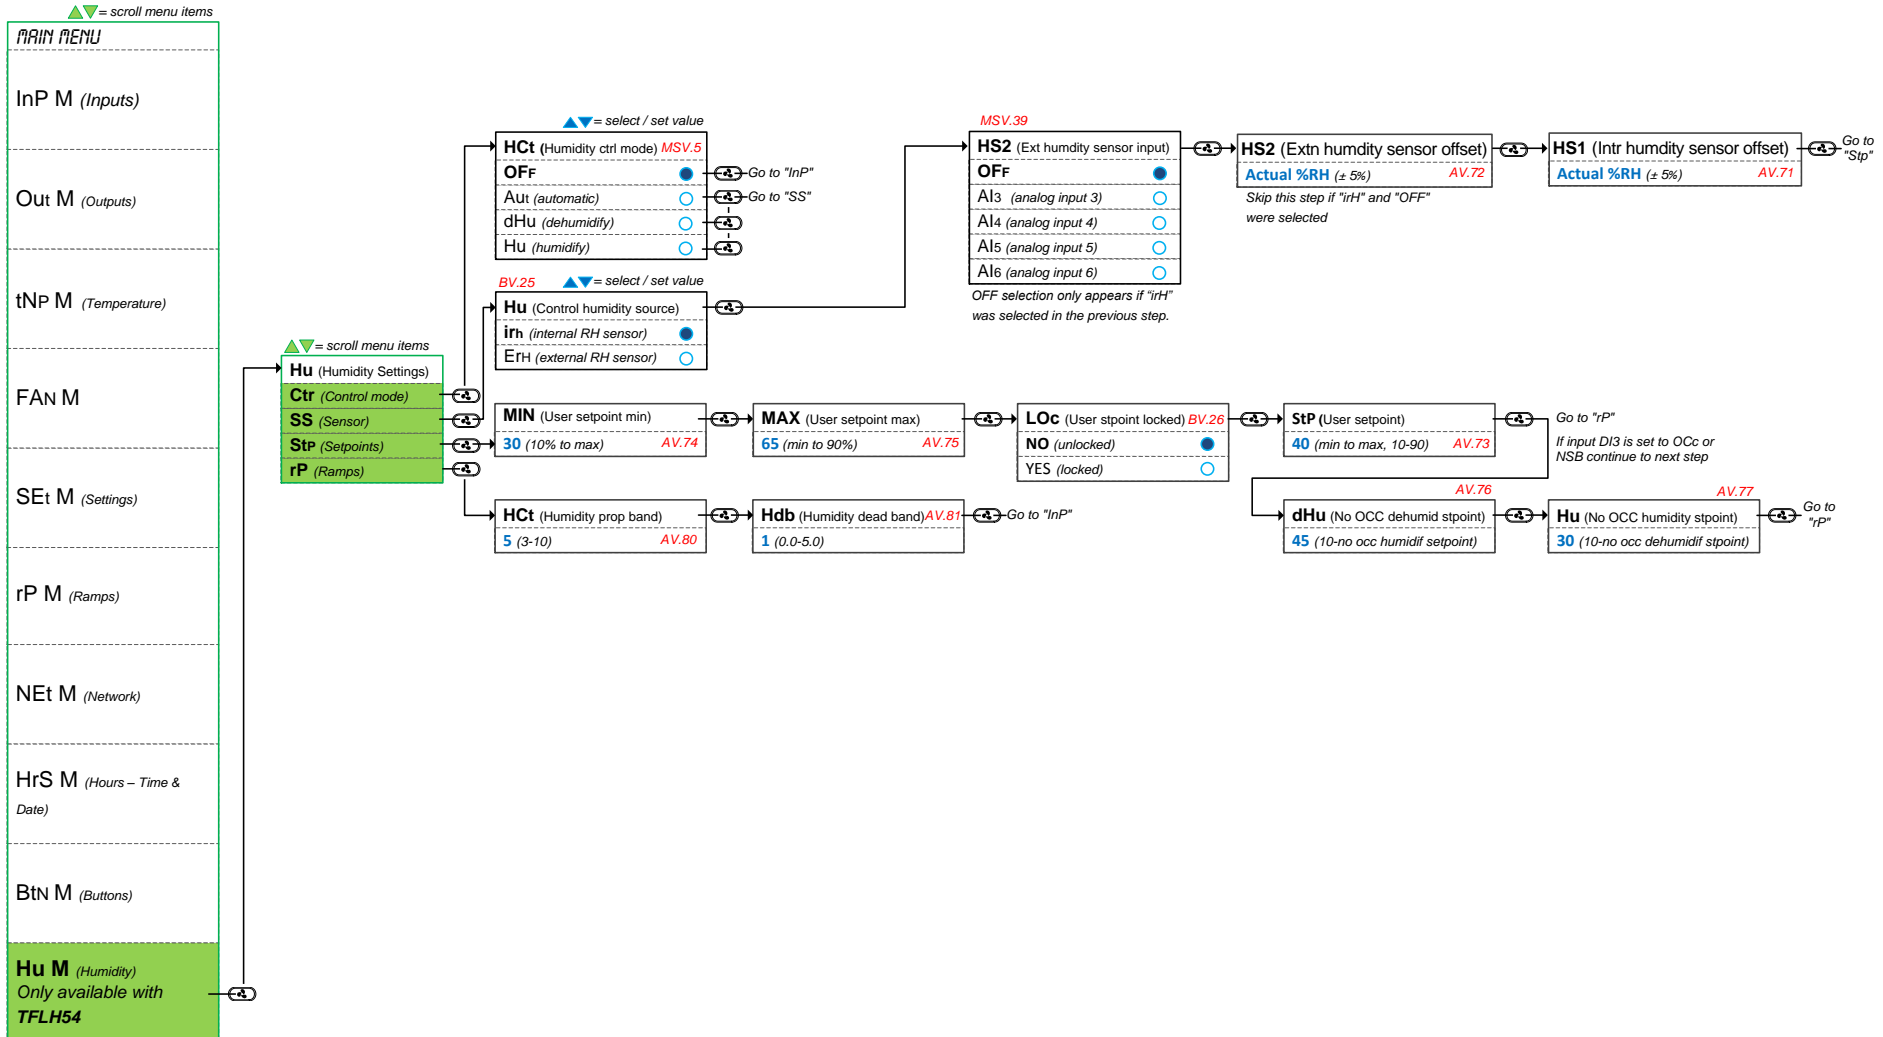 = scroll menu items
MAIN MENU
InP M (Inputs)
Out M (Outputs)
tNP M (Temperature)
FAN M
SEt M (Settings)
rP M (Ramps)
NEt M (Network)
HrS M (Hours – Time &
Date)
BtN M (Buttons)
Hu M (Humidity)
Only available with
TFLH54
= scroll menu items
Hu (Humidity Settings)
Ctr (Control mode)
SS (Sensor)
StP (Setpoints)
rP (Ramps)
= select / set value
HCt (Humidity ctrl mode) MSV.5
OFF
Go to "InP"
Aut (automatic)
Go to "SS"
dHu (dehumidify)
Hu (humidify)
BV.25
= select / set value
Hu (Control humidity source)
irh (internal RH sensor)
ErH (external RH sensor)
MSV.39
HS2 (Ext humdity sensor input)
OFF
AI3 (analog input 3)
AI4 (analog input 4)
AI5 (analog input 5)
AI6 (analog input 6)
OFF selection only appears if “irH”
was selected in the previous step.
HS2 (Extn humdity sensor offset)
Actual %RH (± 5%) AV.72
Skip this step if "irH" and "OFF"
were selected
HS1 (Intr humdity sensor offset)
Actual %RH (± 5%) AV.71
Go to
"Stp"
MIN (User setpoint min)
30 (10% to max) AV.74
MAX (User setpoint max)
65 (min to 90%) AV.75
LOc (User stpoint locked) BV.26
NO (unlocked)
YES (locked)
StP (User setpoint)
40 (min to max, 10-90) AV.73
Go to "rP"
If input DI3 is set to OCc or
NSB continue to next step
AV.76
dHu (No OCC dehumid stpoint)
45 (10-no occ humidif setpoint)
AV.77
Hu (No OCC humidity stpoint)
30 (10-no occ dehumidif stpoint)
Go to
"rP"
HCt (Humidity prop band)
5 (3-10) AV.80
Hdb (Humidity dead band) AV.81
1 (0.0-5.0)
Go to "InP"